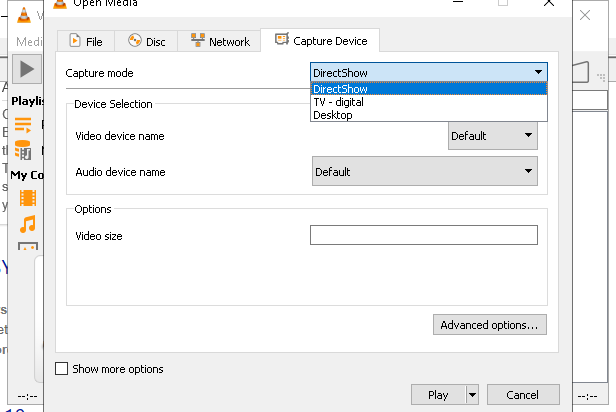 Open Media
File
Disc
Network
Capture Device
Capture mode
DirectShow
DirectShow
TV - digital
Desktop
Device Selection
Video device name
Default
Audio device name
Default
Options
Video size
Advanced options...
Show more options
Play
Cancel
Medi
Playlis
My Co
--:--
--:--